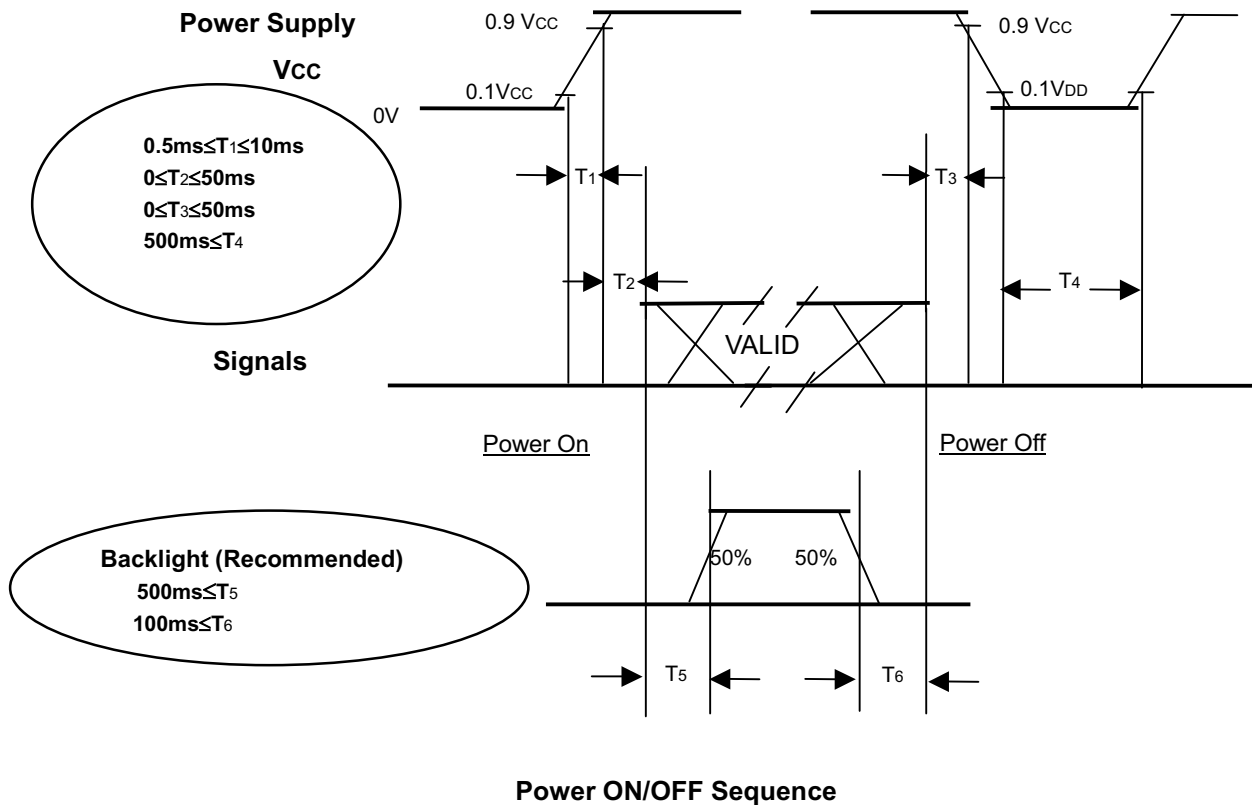 Power Supply
VCC
0.9 VCC
0.9 VCC
0.1VCC
0.1VDD
0V
0.5ms≤T1≤10ms
0≤T2≤50ms
0≤T3≤50ms
500ms≤T4
T1
T3
T2
T4
VALID
Signals
Power On
Power Off
Backlight (Recommended)
500ms≤T5
100ms≤T6
50%
50%
T5
T6
Power ON/OFF Sequence